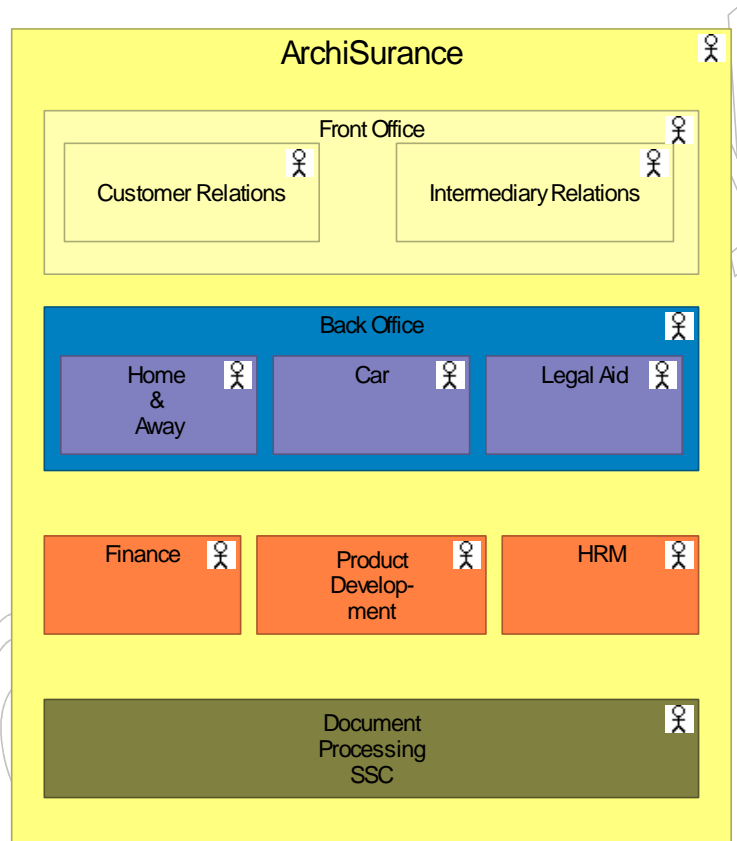 ArchiSurance
Front Office
Customer Relations
Intermediary Relations
Back Office
Home
&
Away
Car
Legal Aid
Finance
Product
Develop-
ment
HRM
Document
Processing
SSC